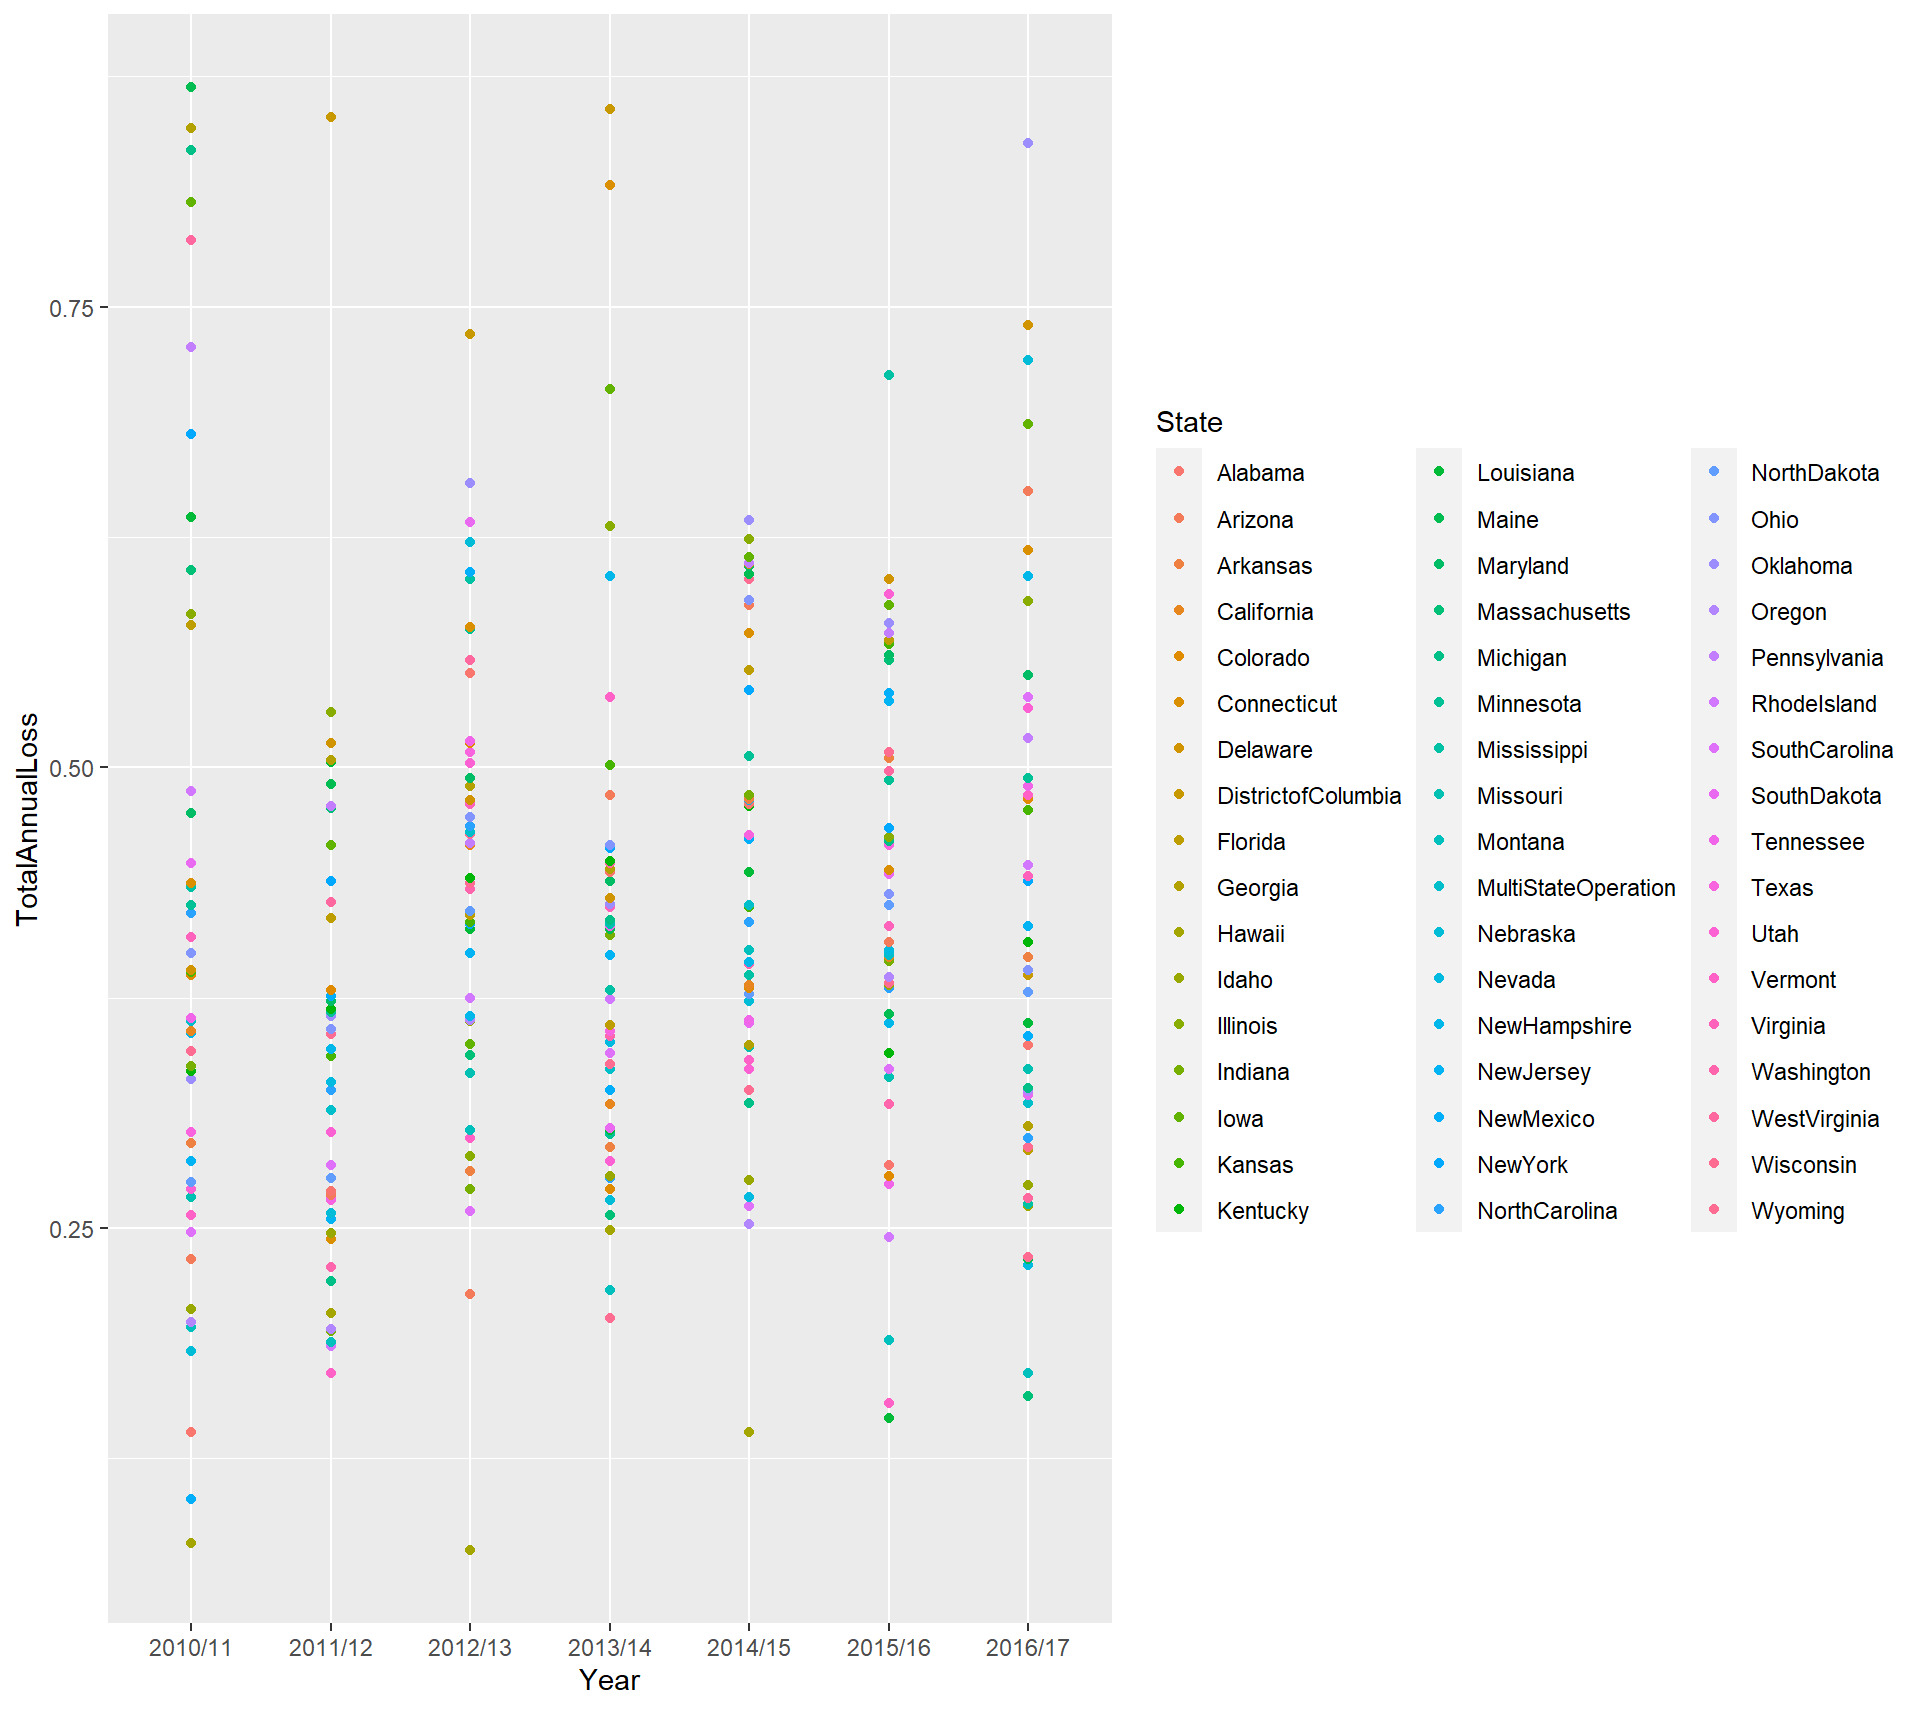 0.75
0.50
0.25
TotalAnnualLoss
2010/11 2011/12 2012/13 2013/14 2014/15 2015/16 2016/17
Year
State
Alabama
Arizona
Arkansas
California
Colorado
Connecticut
Delaware
DistrictofColumbia
Florida
Georgia
Hawaii
Idaho
Illinois
Indiana
Iowa
Kansas
Kentucky
Louisiana
Maine
Maryland
Massachusetts
Michigan
Minnesota
Mississippi
Missouri
Montana
MultiStateOperation
Nebraska
Nevada
NewHampshire
NewJersey
NewMexico
NewYork
NorthCarolina
NorthDakota
Ohio
Oklahoma
Oregon
Pennsylvania
RhodeIsland
SouthCarolina
SouthDakota
Tennessee
Texas
Utah
Vermont
Virginia
Washington
WestVirginia
Wisconsin
Wyoming